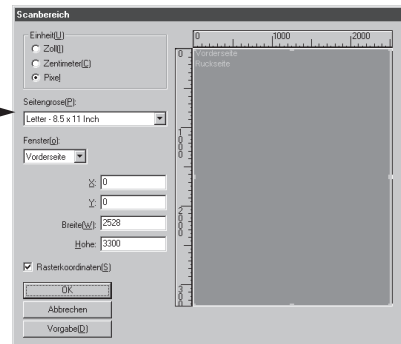 Scanbereich
Einheit(U)
Zoll(I)
Zentimeter(C)
Pixel
Seitengrose(P):
Letter - 8.5 x 11 Inch
Fenster(o):
Vorderseite
X: 0
Y: 0
Breite(W): 2528
Hohe: 3300
Rasterkoordinaten(S)
OK
Abbrechen
Vorgabe(D)
0 1000 2000
0
1000
2000
3000
Vorderseite
Ruckseite